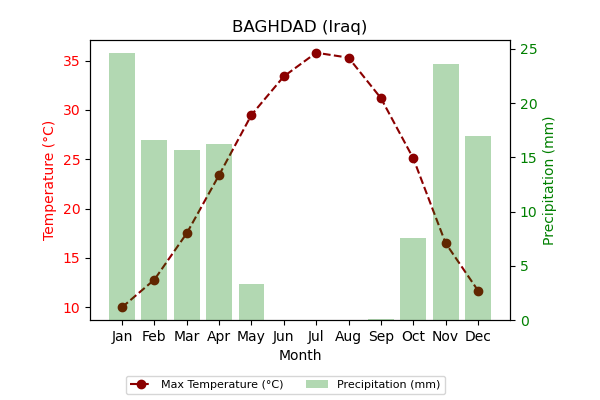 BAGHDAD (Iraq)
Temperature (°C)
35
30
25
20
15
10
25
20
15
10
5
0
Precipitation (mm)
Jan Feb Mar Apr May Jun Jul Aug Sep Oct Nov Dec
Month
Max Temperature (°C) Precipitation (mm)